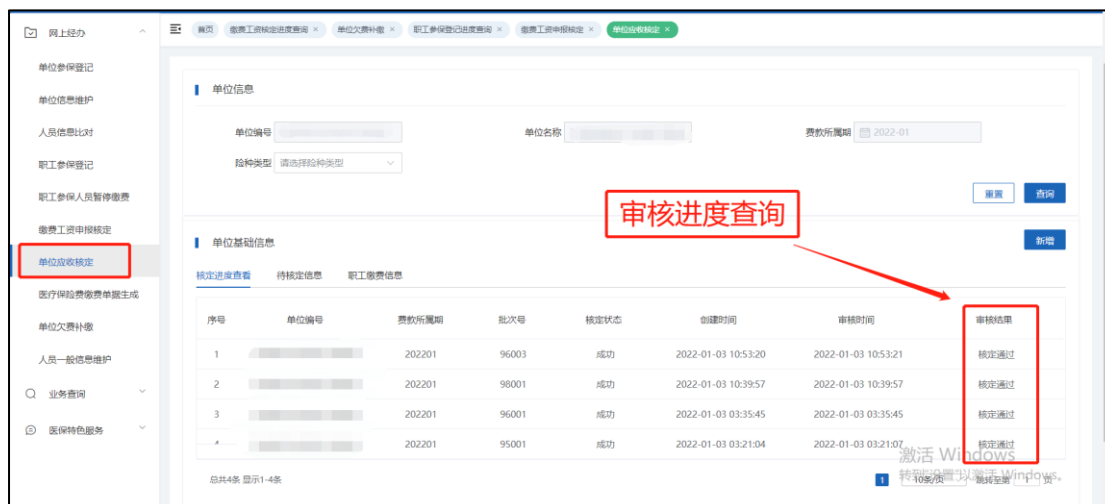 网上经办
首页 缴费工资核定进度查询 × 单位欠费补缴 × 职工参保登记进度查询 × 缴费工资申报核定 × 单位应收核定 ×
单位参保登记
单位信息维护
人员信息比对
职工参保登记
职工参保人员暂停缴费
缴费工资申报核定
单位应收核定
医疗保险费缴费单据生成
单位欠费补缴
人员一般信息维护
业务查询
医保特色服务
单位信息
单位编号 单位名称 费款所属期 2022-01
险种类型 请选择险种类型
重置 查询
审核进度查询
单位基础信息 新增
核定进度查看 待核定信息 职工缴费信息
序号 单位编号 费款所属期 批次号 核定状态 创建时间 审核时间 审核结果
1 202201 96003 成功 2022-01-03 10:53:20 2022-01-03 10:53:21 核定通过
2 202201 98001 成功 2022-01-03 10:39:57 2022-01-03 10:39:57 核定通过
3 202201 96001 成功 2022-01-03 03:35:45 2022-01-03 03:35:45 核定通过
4 202201 95001 成功 2022-01-03 03:21:04 2022-01-03 03:21:07 核定通过
激活 Windows
转到"设置"以激活 Windows。
总共4条 显示1-4条 1 10条/页 跳转至第 1 页